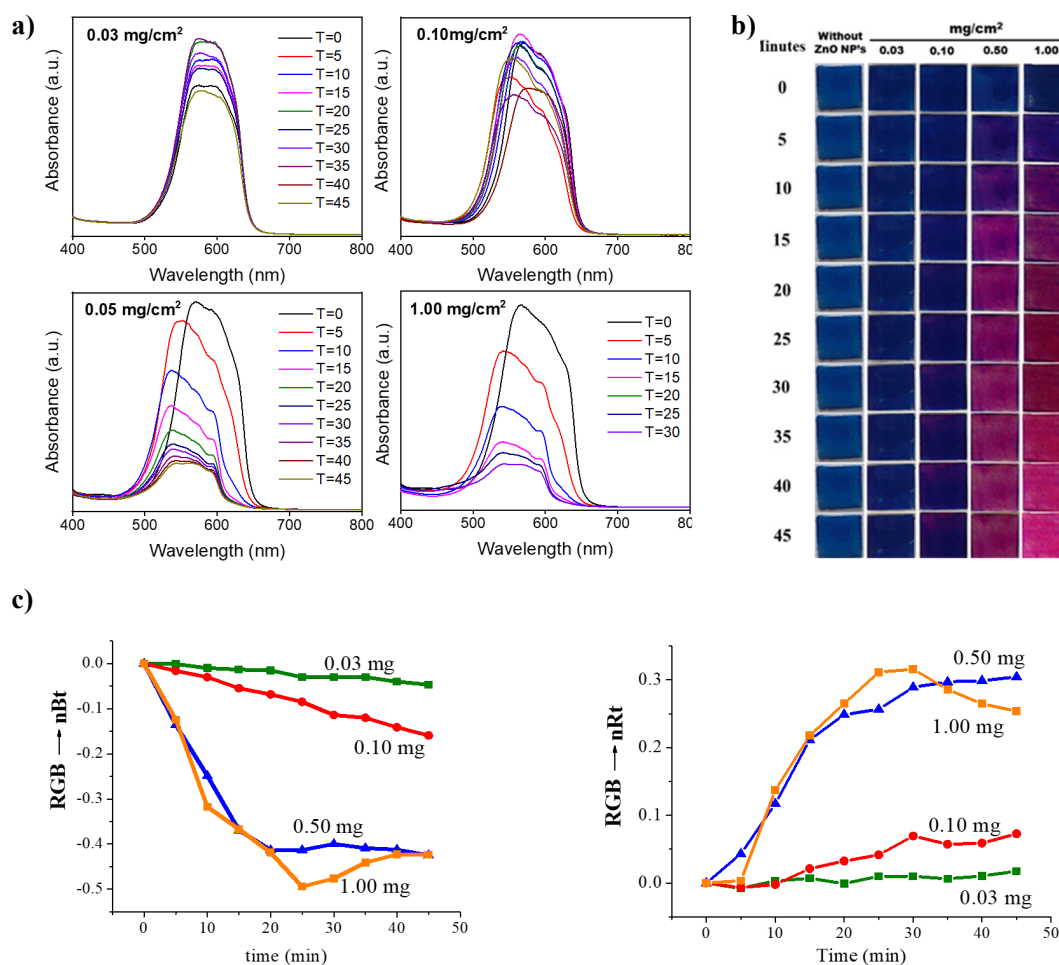 a)
0.03 mg/cm²
T=0
T=5
T=10
T=15
T=20
T=25
T=30
T=35
T=40
T=45
Absorbance (a.u.)
400 500 600 700 800
Wavelength (nm)
0.10mg/cm²
T=0
T=5
T=10
T=15
T=20
T=25
T=30
T=35
T=40
T=45
Absorbance (a.u.)
400 500 600 700 80
Wavelength (nm)
0.05 mg/cm²
T=0
T=5
T=10
T=15
T=20
T=25
T=30
T=35
T=40
T=45
Absorbance (a.u.)
400 500 600 700 800
Wavelength (nm)
1.00 mg/cm²
T=0
T=5
T=10
T=15
T=20
T=25
T=30
Absorbance (a.u.)
400 500 600 700 800
Wavelength (nm)
b)
Iinutes
Without
ZnO NP's
mg/cm²
0.03 0.10 0.50 1.00
0
5
10
15
20
25
30
35
40
45
c)
RGB → nBt
0.0
-0.1
-0.2
-0.3
-0.4
-0.5
0.03 mg
0.10 mg
0.50 mg
1.00 mg
0 10 20 30 40 50
time (min)
RGB → nRt
0.3
0.2
0.1
0.0
0.50 mg
1.00 mg
0.10 mg
0.03 mg
0 10 20 30 40 50
Time (min)